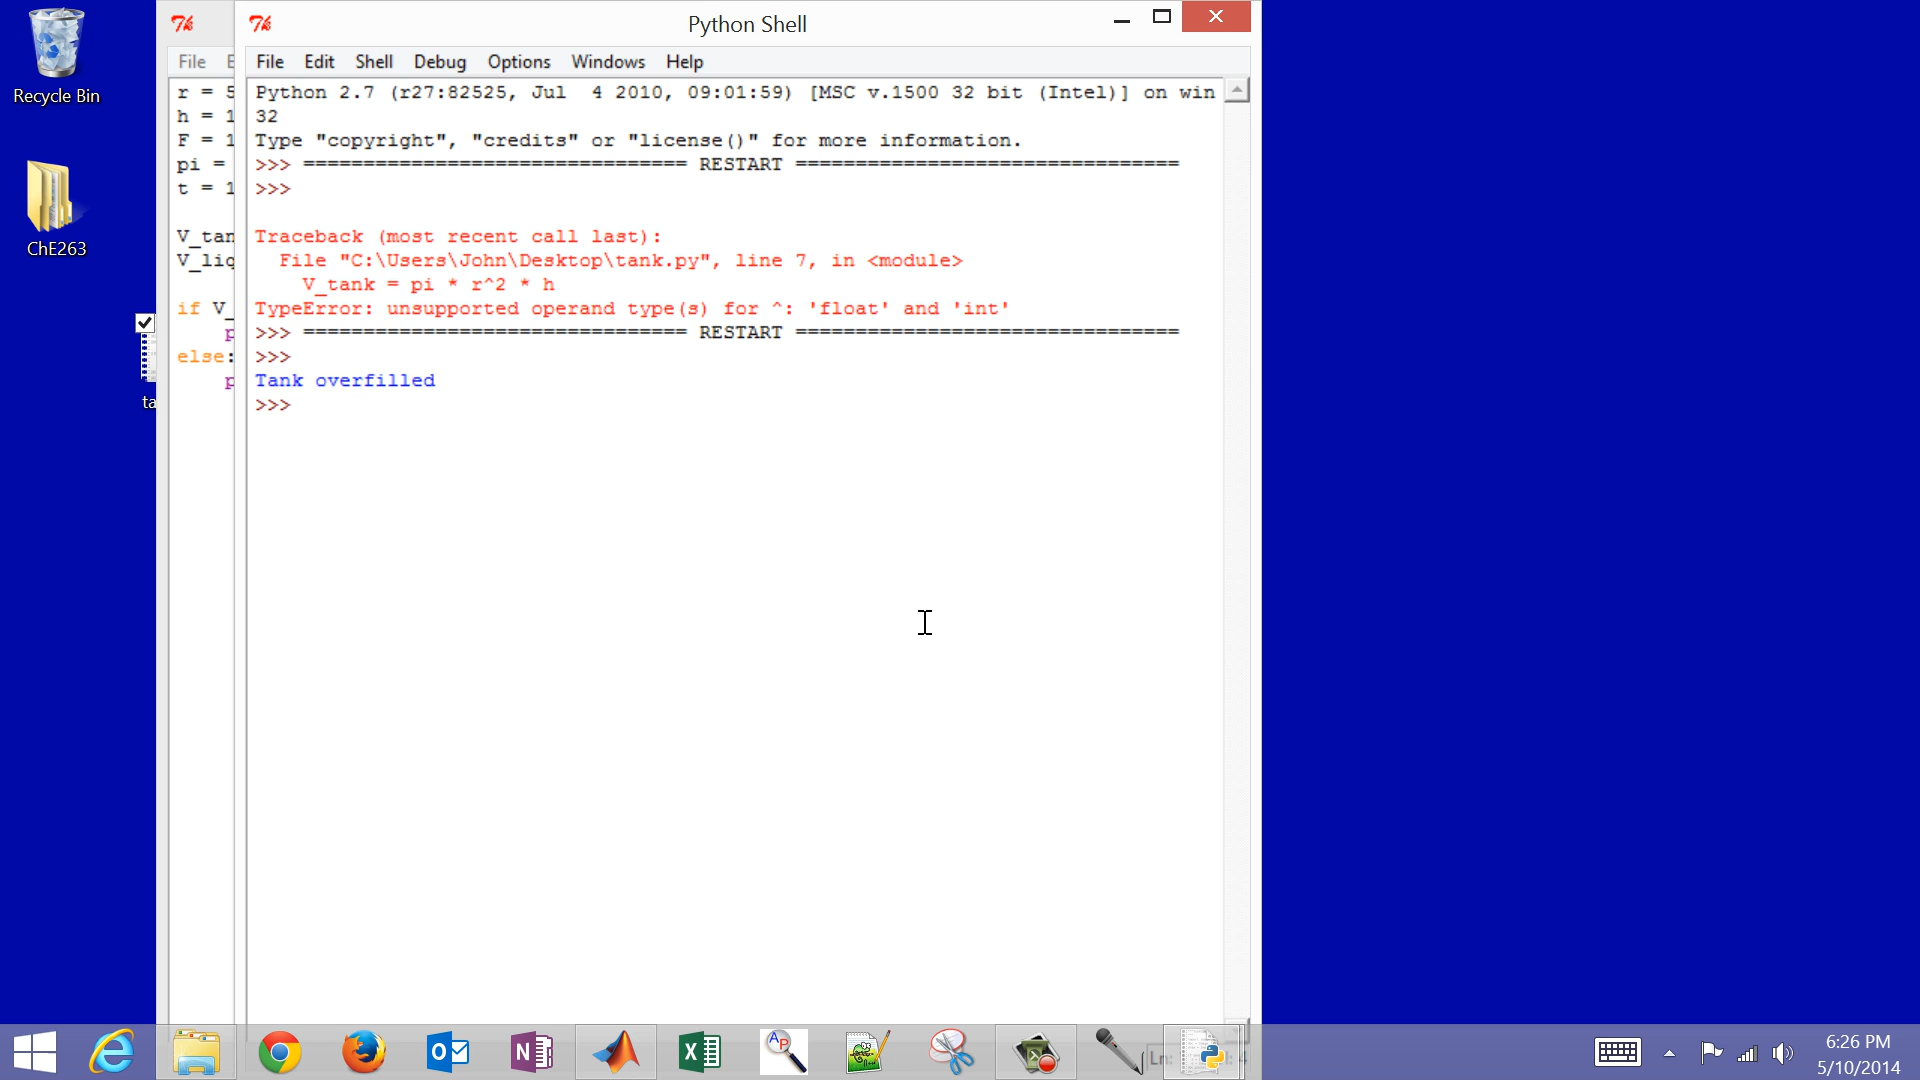 Recycle Bin
ChE263
ta
File E
r = 5
h = 1
F = 1
pi =
t = 1
V_tan
V_liq
if V_
p
else:
p
Python Shell
File Edit Shell Debug Options Windows Help
Python 2.7 (r27:82525, Jul  4 2010, 09:01:59) [MSC v.1500 32 bit (Intel)] on win
32
Type "copyright", "credits" or "license()" for more information.
>>> ================================ RESTART ================================
>>>
Traceback (most recent call last):
  File "C:\Users\John\Desktop\tank.py", line 7, in <module>
    V_tank = pi * r^2 * h
TypeError: unsupported operand type(s) for ^: 'float' and 'int'
>>> ================================ RESTART ================================
>>>
Tank overfilled
>>>
Ln: 4
6:26 PM
5/10/2014